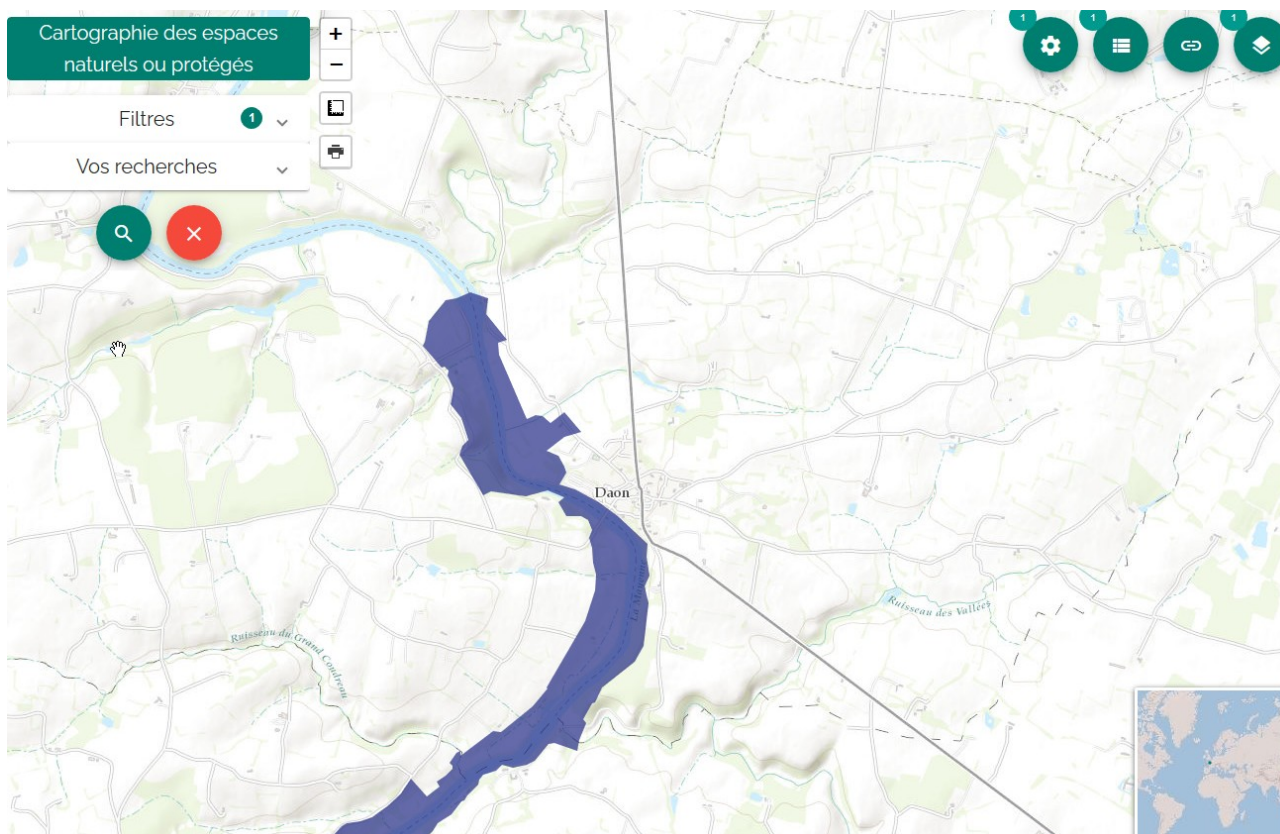 Cartographie des espaces
naturels ou protégés
+
−
1
1
1
Filtres
1
Vos recherches
Daon
La Mayenne
Ruisseau des Vallées
Ruisseau du Grand Coudreau